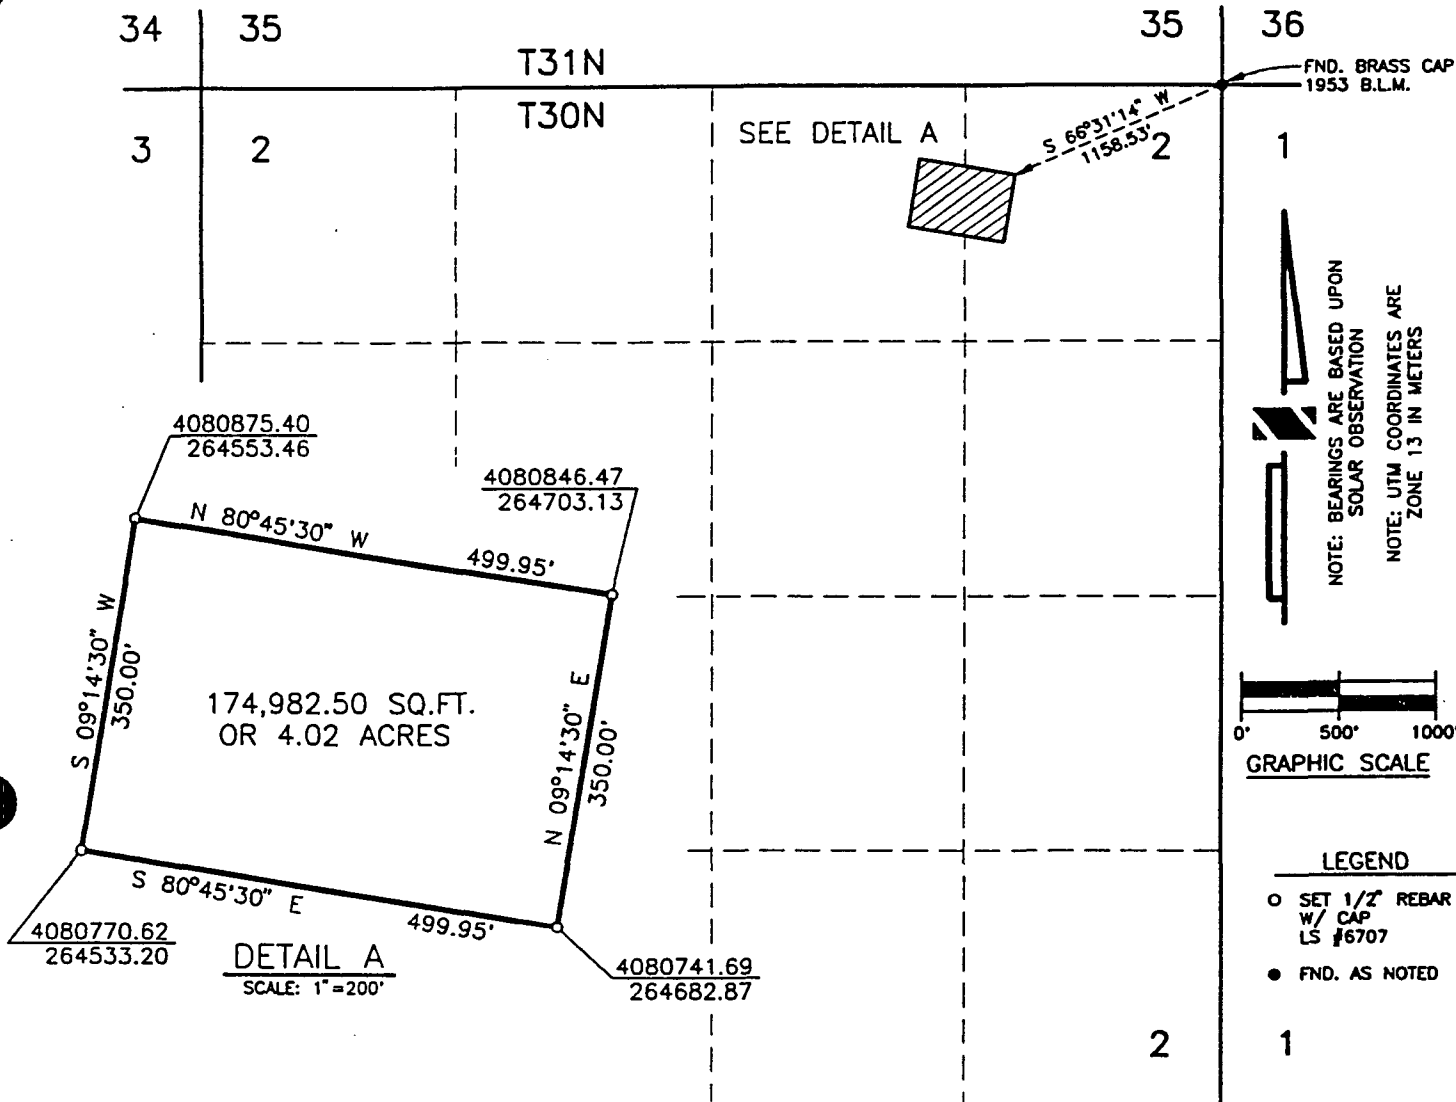 34 35
35 36
T31N
FND. BRASS CAP
1953 B.L.M.
T30N
3 2
SEE DETAIL A
S 66°31'14" W
1158.53'
2 1
NOTE: BEARINGS ARE BASED UPON
SOLAR OBSERVATION
NOTE: UTM COORDINATES ARE
ZONE 13 IN METERS
4080875.40
264553.46
4080846.47
264703.13
N 80°45'30" W
499.95'
S 09°14'30" W
350.00'
174,982.50 SQ.FT.
OR 4.02 ACRES
N 09°14'30" E
350.00'
S 80°45'30" E
499.95'
4080770.62
264533.20
4080741.69
264682.87
DETAIL A
SCALE: 1"=200'
0' 500' 1000'
GRAPHIC SCALE
LEGEND
SET 1/2" REBAR
W/ CAP
LS #6707
FND. AS NOTED
2 1